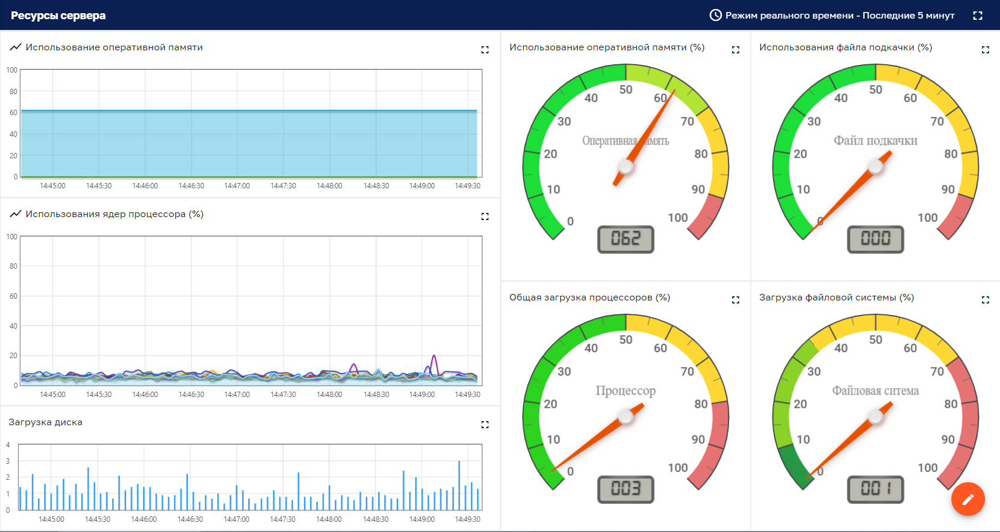 Ресурсы сервера
Режим реального времени - Последние 5 минут
Использование оперативной памяти
100
80
60
40
20
0
14:45:00 14:45:30 14:46:00 14:46:30 14:47:00 14:47:30 14:48:00 14:48:30 14:49:00 14:49:30
Использования ядер процессора (%)
100
80
60
40
20
0
14:45:00 14:45:30 14:46:00 14:46:30 14:47:00 14:47:30 14:48:00 14:48:30 14:49:00 14:49:30
Загрузка диска
4
3
2
1
0
14:45:00 14:45:30 14:46:00 14:46:30 14:47:00 14:47:30 14:48:00 14:48:30 14:49:00 14:49:30
Использование оперативной памяти (%)
50
40 60
30 70
Оперативная память
20 80
10 90
0 100
062
Использования файла подкачки (%)
50
40 60
30 70
Файл подкачки
20 80
10 90
0 100
000
Общая загрузка процессоров (%)
50
40 60
30 70
Процессор
20 80
10 90
0 100
003
Загрузка файловой системы (%)
50
40 60
30 70
Файловая ситема
20 80
10 90
0 100
001